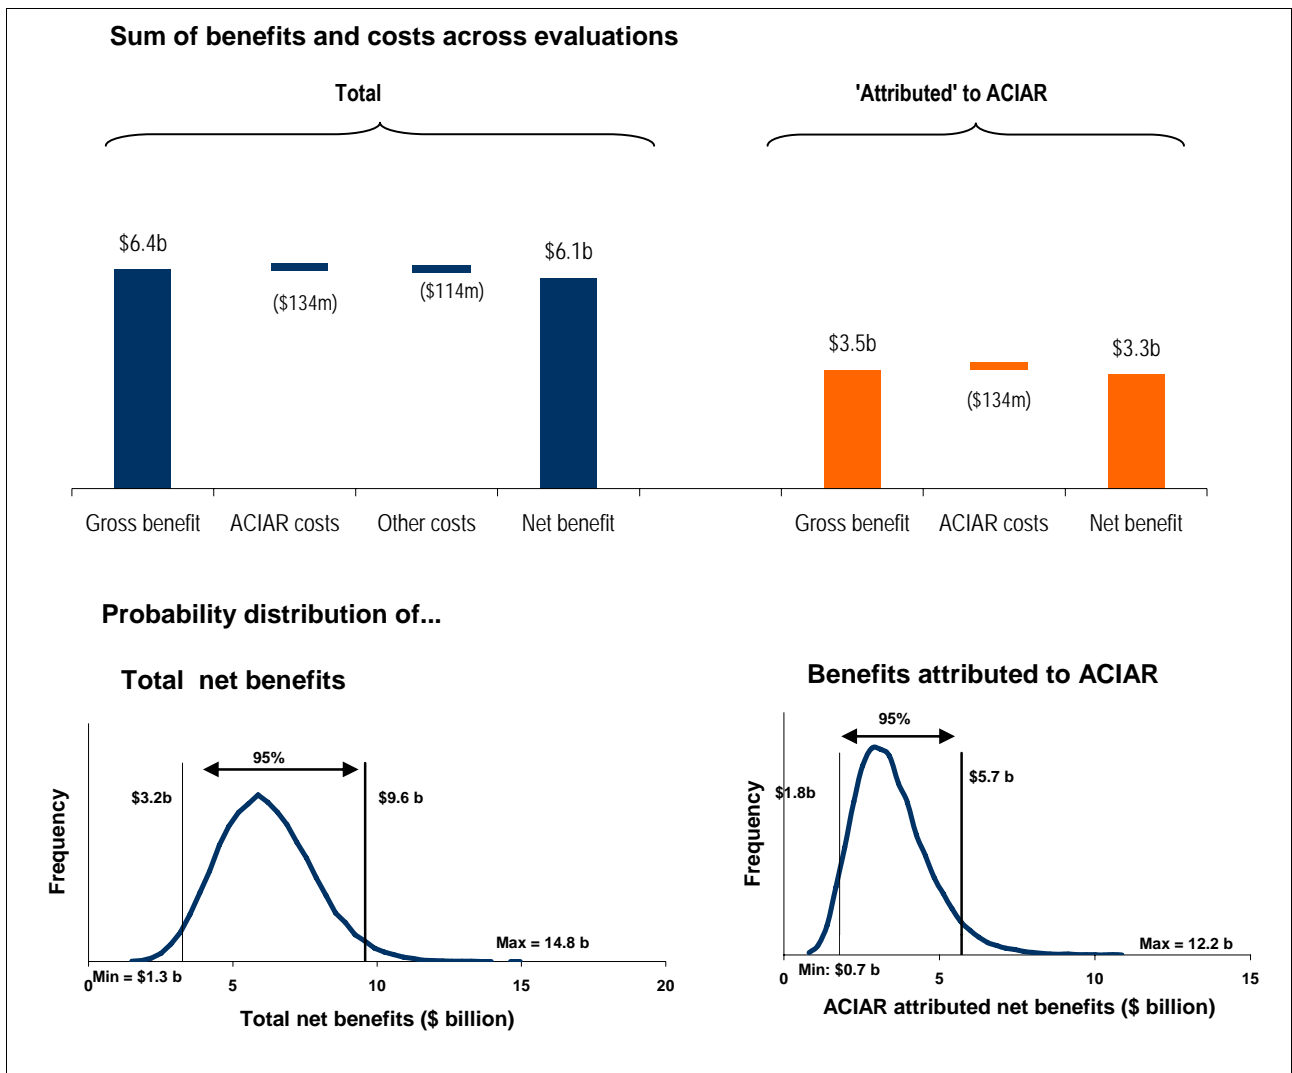 Sum of benefits and costs across evaluations
Total
'Attributed' to ACIAR
$6.4b
($134m)
($114m)
$6.1b
$3.5b
($134m)
$3.3b
Gross benefit
ACIAR costs
Other costs
Net benefit
Gross benefit
ACIAR costs
Net benefit
Probability distribution of...
Total net benefits
95%
$3.2b
$9.6 b
Frequency
Max = 14.8 b
Min = $1.3 b
0
5
10
15
20
Total net benefits ($ billion)
Benefits attributed to ACIAR
95%
$1.8b
$5.7 b
Frequency
Max = 12.2 b
Min: $0.7 b
0
5
10
15
ACIAR attributed net benefits ($ billion)